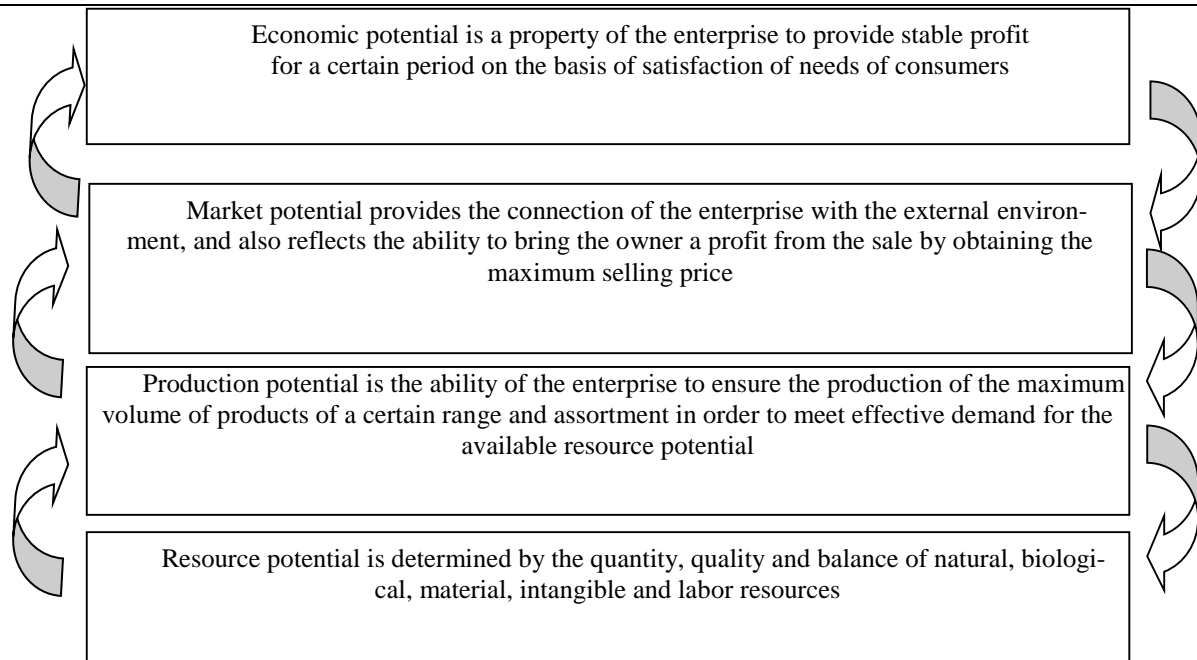 Economic potential is a property of the enterprise to provide stable profit
for a certain period on the basis of satisfaction of needs of consumers
Market potential provides the connection of the enterprise with the external environ-
ment, and also reflects the ability to bring the owner a profit from the sale by obtaining the
maximum selling price
Production potential is the ability of the enterprise to ensure the production of the maximum
volume of products of a certain range and assortment in order to meet effective demand for the
available resource potential
Resource potential is determined by the quantity, quality and balance of natural, biologi-
cal, material, intangible and labor resources